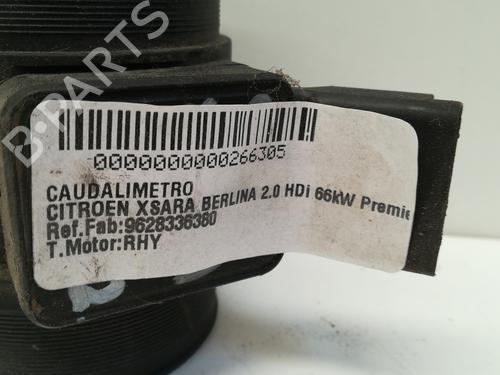 B-PARTS
-0000000000266305
CAUDALIMETRO
CITROEN XSARA BERLINA 2.0 HDi 66kW Premie
Ref.Fab:9628336380
T.Motor:RHY